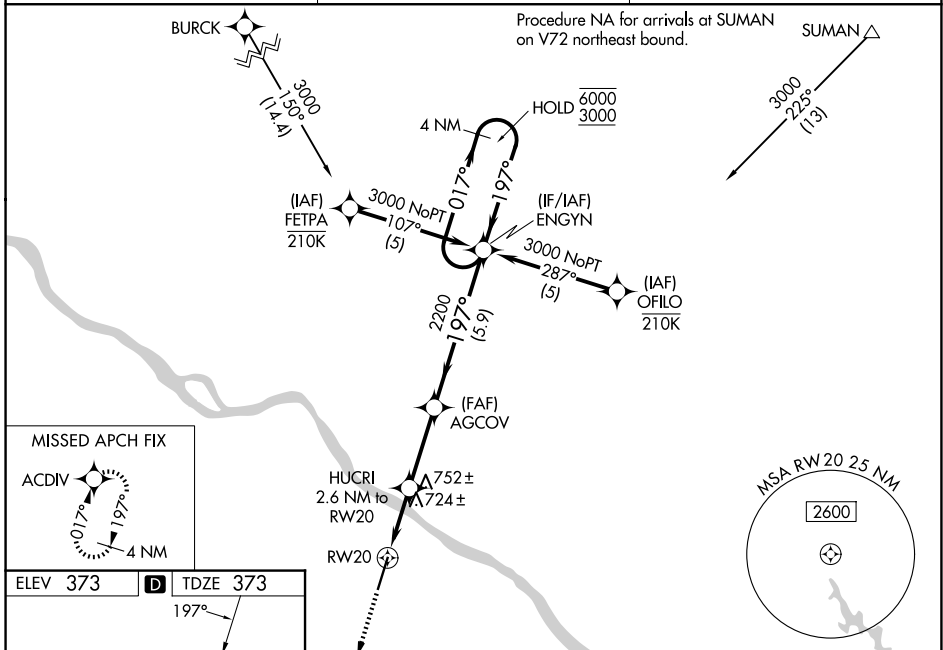 Procedure NA for arrivals at SUMAN
on V72 northeast bound.
BURCK
SUMAN
3000
150°
(14.4)
HOLD 6000
3000
4 NM
3000
225°
(13)
017°
197°
(IAF)
FETPA
210K
3000 NoPT
107°
(5)
(IF/IAF)
ENGYN
3000 NoPT
287°
(5)
(IAF)
OFILO
210K
2200
197°
(5.9)
(FAF)
AGCOV
MISSED APCH FIX
ACDIV
017°
197°
4 NM
HUCRI
2.6 NM to
RW20
752±
724±
RW20
MSA RW20 25 NM
2600
ELEV 373 D TDZE 373
197°